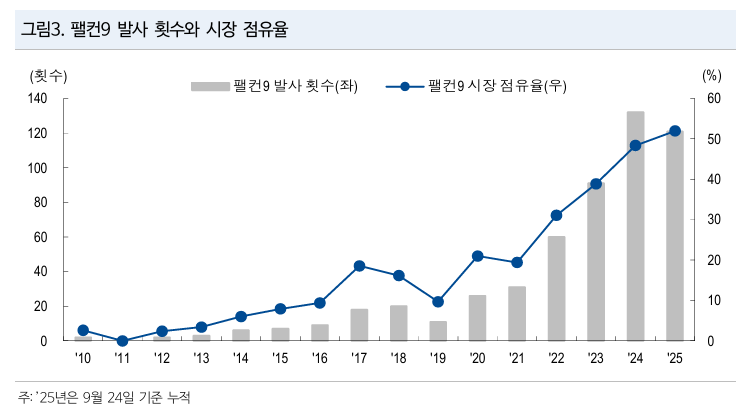 그림3. 팰컨9 발사 횟수와 시장 점유율
(횟수) (%)
팰컨9 발사 횟수(좌) 팰컨9 시장 점유율(우)
140 60
120 50
100 40
80 30
60 20
40 10
20 0
0
'10 '11 '12 '13 '14 '15 '16 '17 '18 '19 '20 '21 '22 '23 '24 '25
주: '25년은 9월 24일 기준 누적